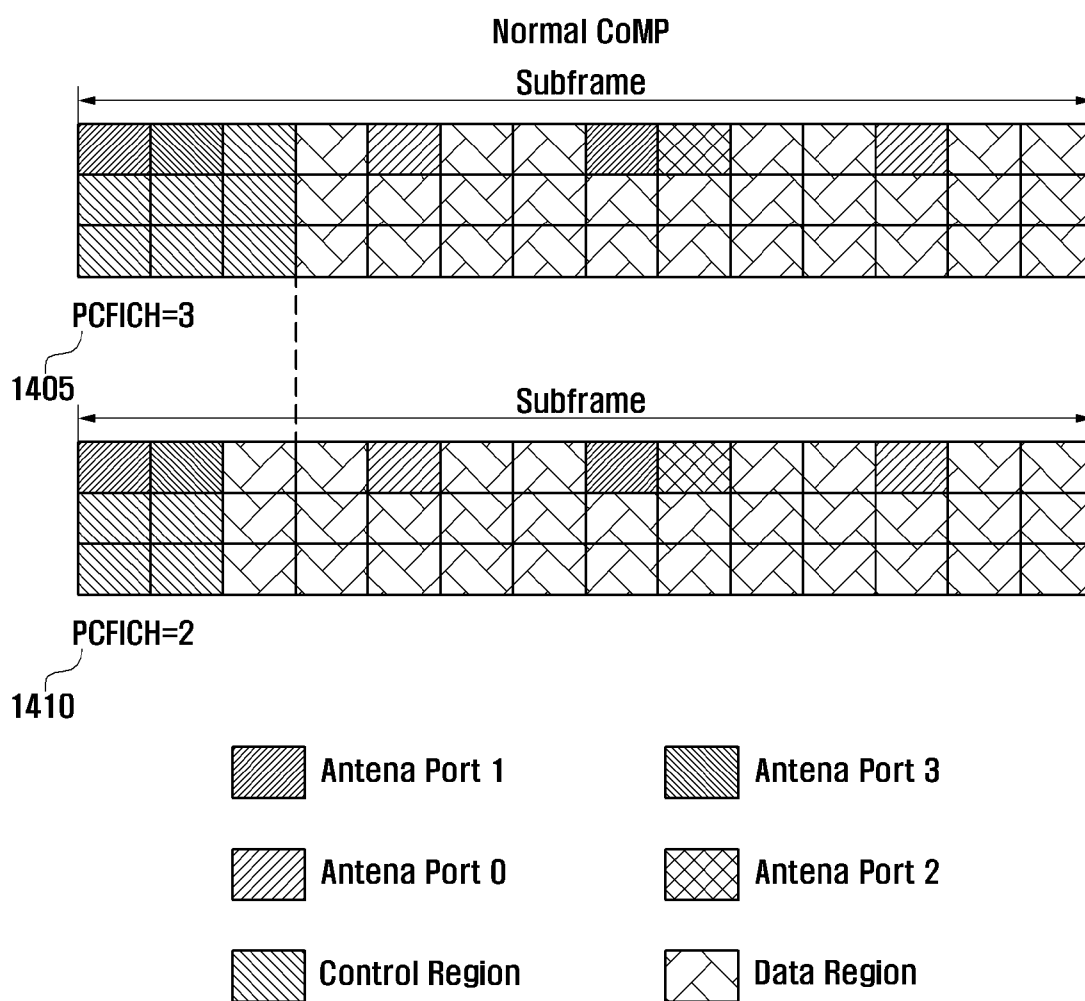 Normal CoMP
Subframe
PCFICH=3
1405
Subframe
PCFICH=2
1410
Antena Port 1
Antena Port 3
Antena Port 0
Antena Port 2
Control Region
Data Region